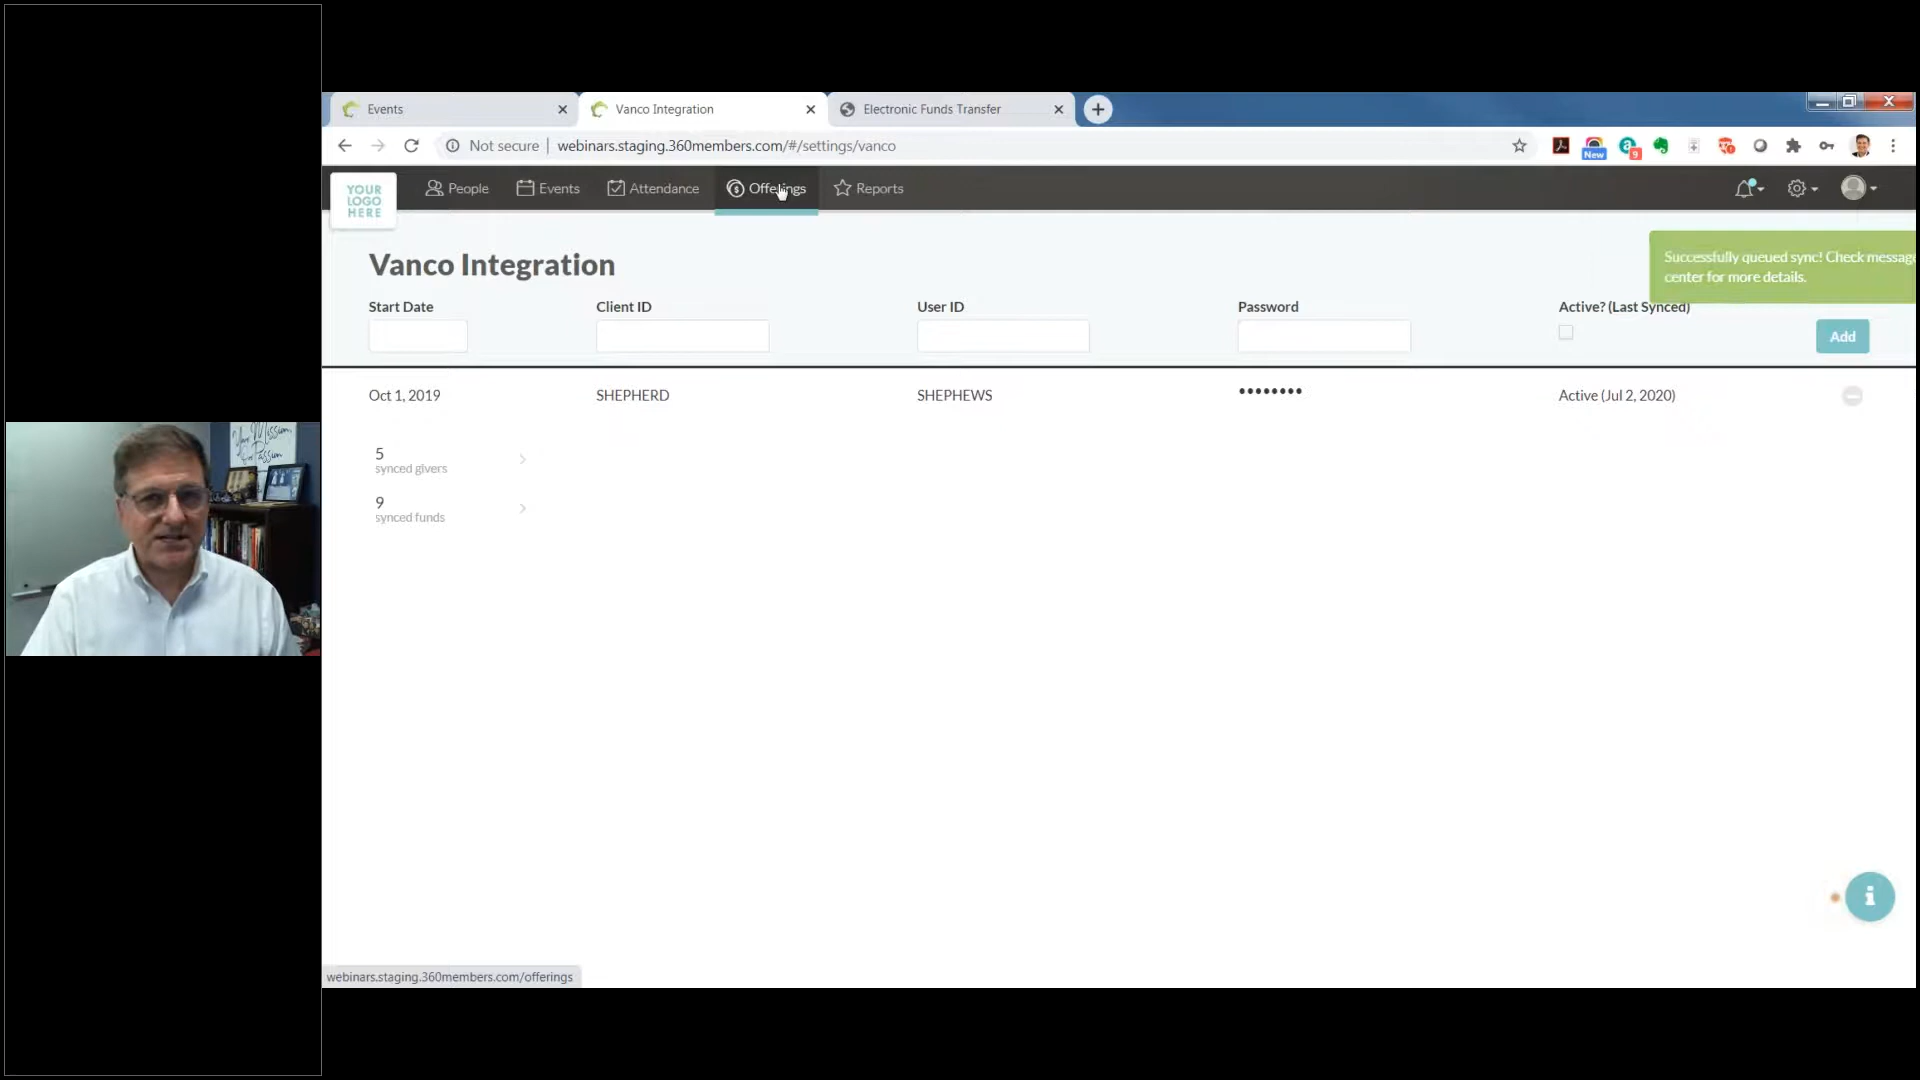 Events
Vanco Integration
Electronic Funds Transfer
Not secure
webinars.staging.360members.com/#/settings/vanco
New
9
YOUR
LOGO
HERE
People
Events
Attendance
Offerings
Reports
Vanco Integration
Successfully queued sync! Check message
center for more details.
Start Date
Client ID
User ID
Password
Active? (Last Synced)
Add
Oct 1, 2019
SHEPHERD
SHEPHEWS
••••••••
Active (Jul 2, 2020)
5
synced givers
9
synced funds
webinars.staging.360members.com/offerings